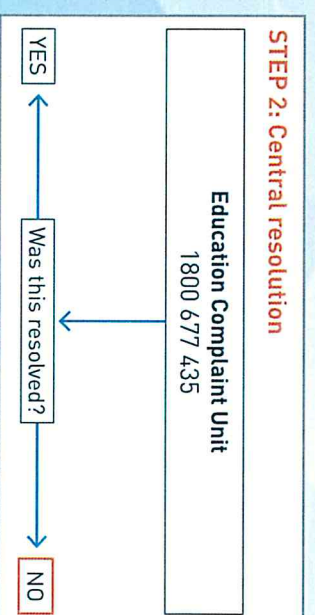 STEP 2: Central resolution
Education Complaint Unit
1800 677 435
Was this resolved?
YES
NO